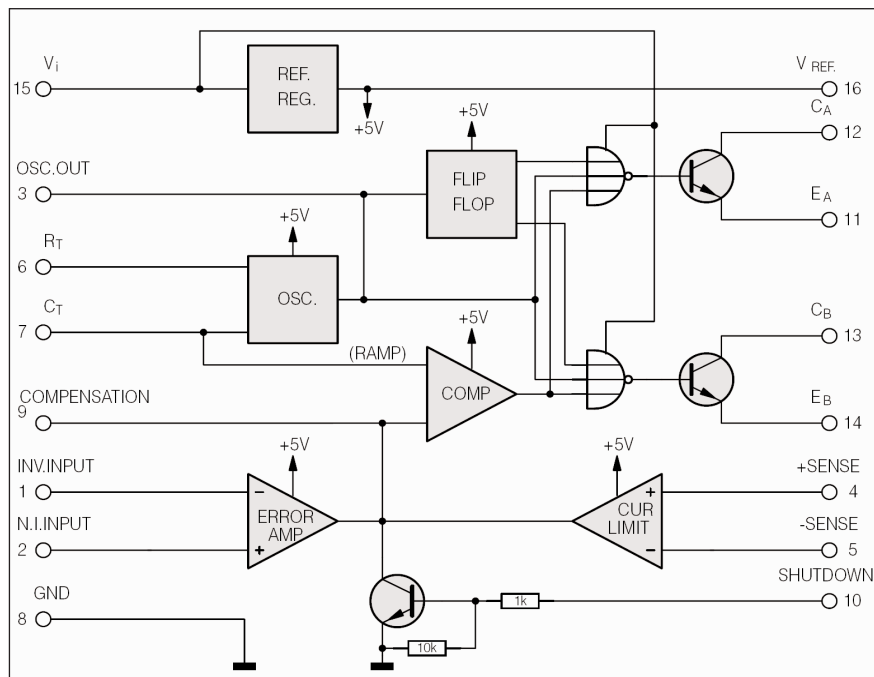 Vi
15
REF.
REG.
+5V
V REF.
16
CA
12
OSC.OUT
3
+5V
FLIP
FLOP
EA
11
RT
6
OSC.
CT
7
(RAMP)
+5V
COMP
CB
13
COMPENSATION
9
EB
14
INV.INPUT
1
+5V
−
ERROR
AMP
+
N.I.INPUT
2
+5V
+
CUR
LIMIT
−
+SENSE
4
-SENSE
5
SHUTDOWN
10
1k
10k
GND
8